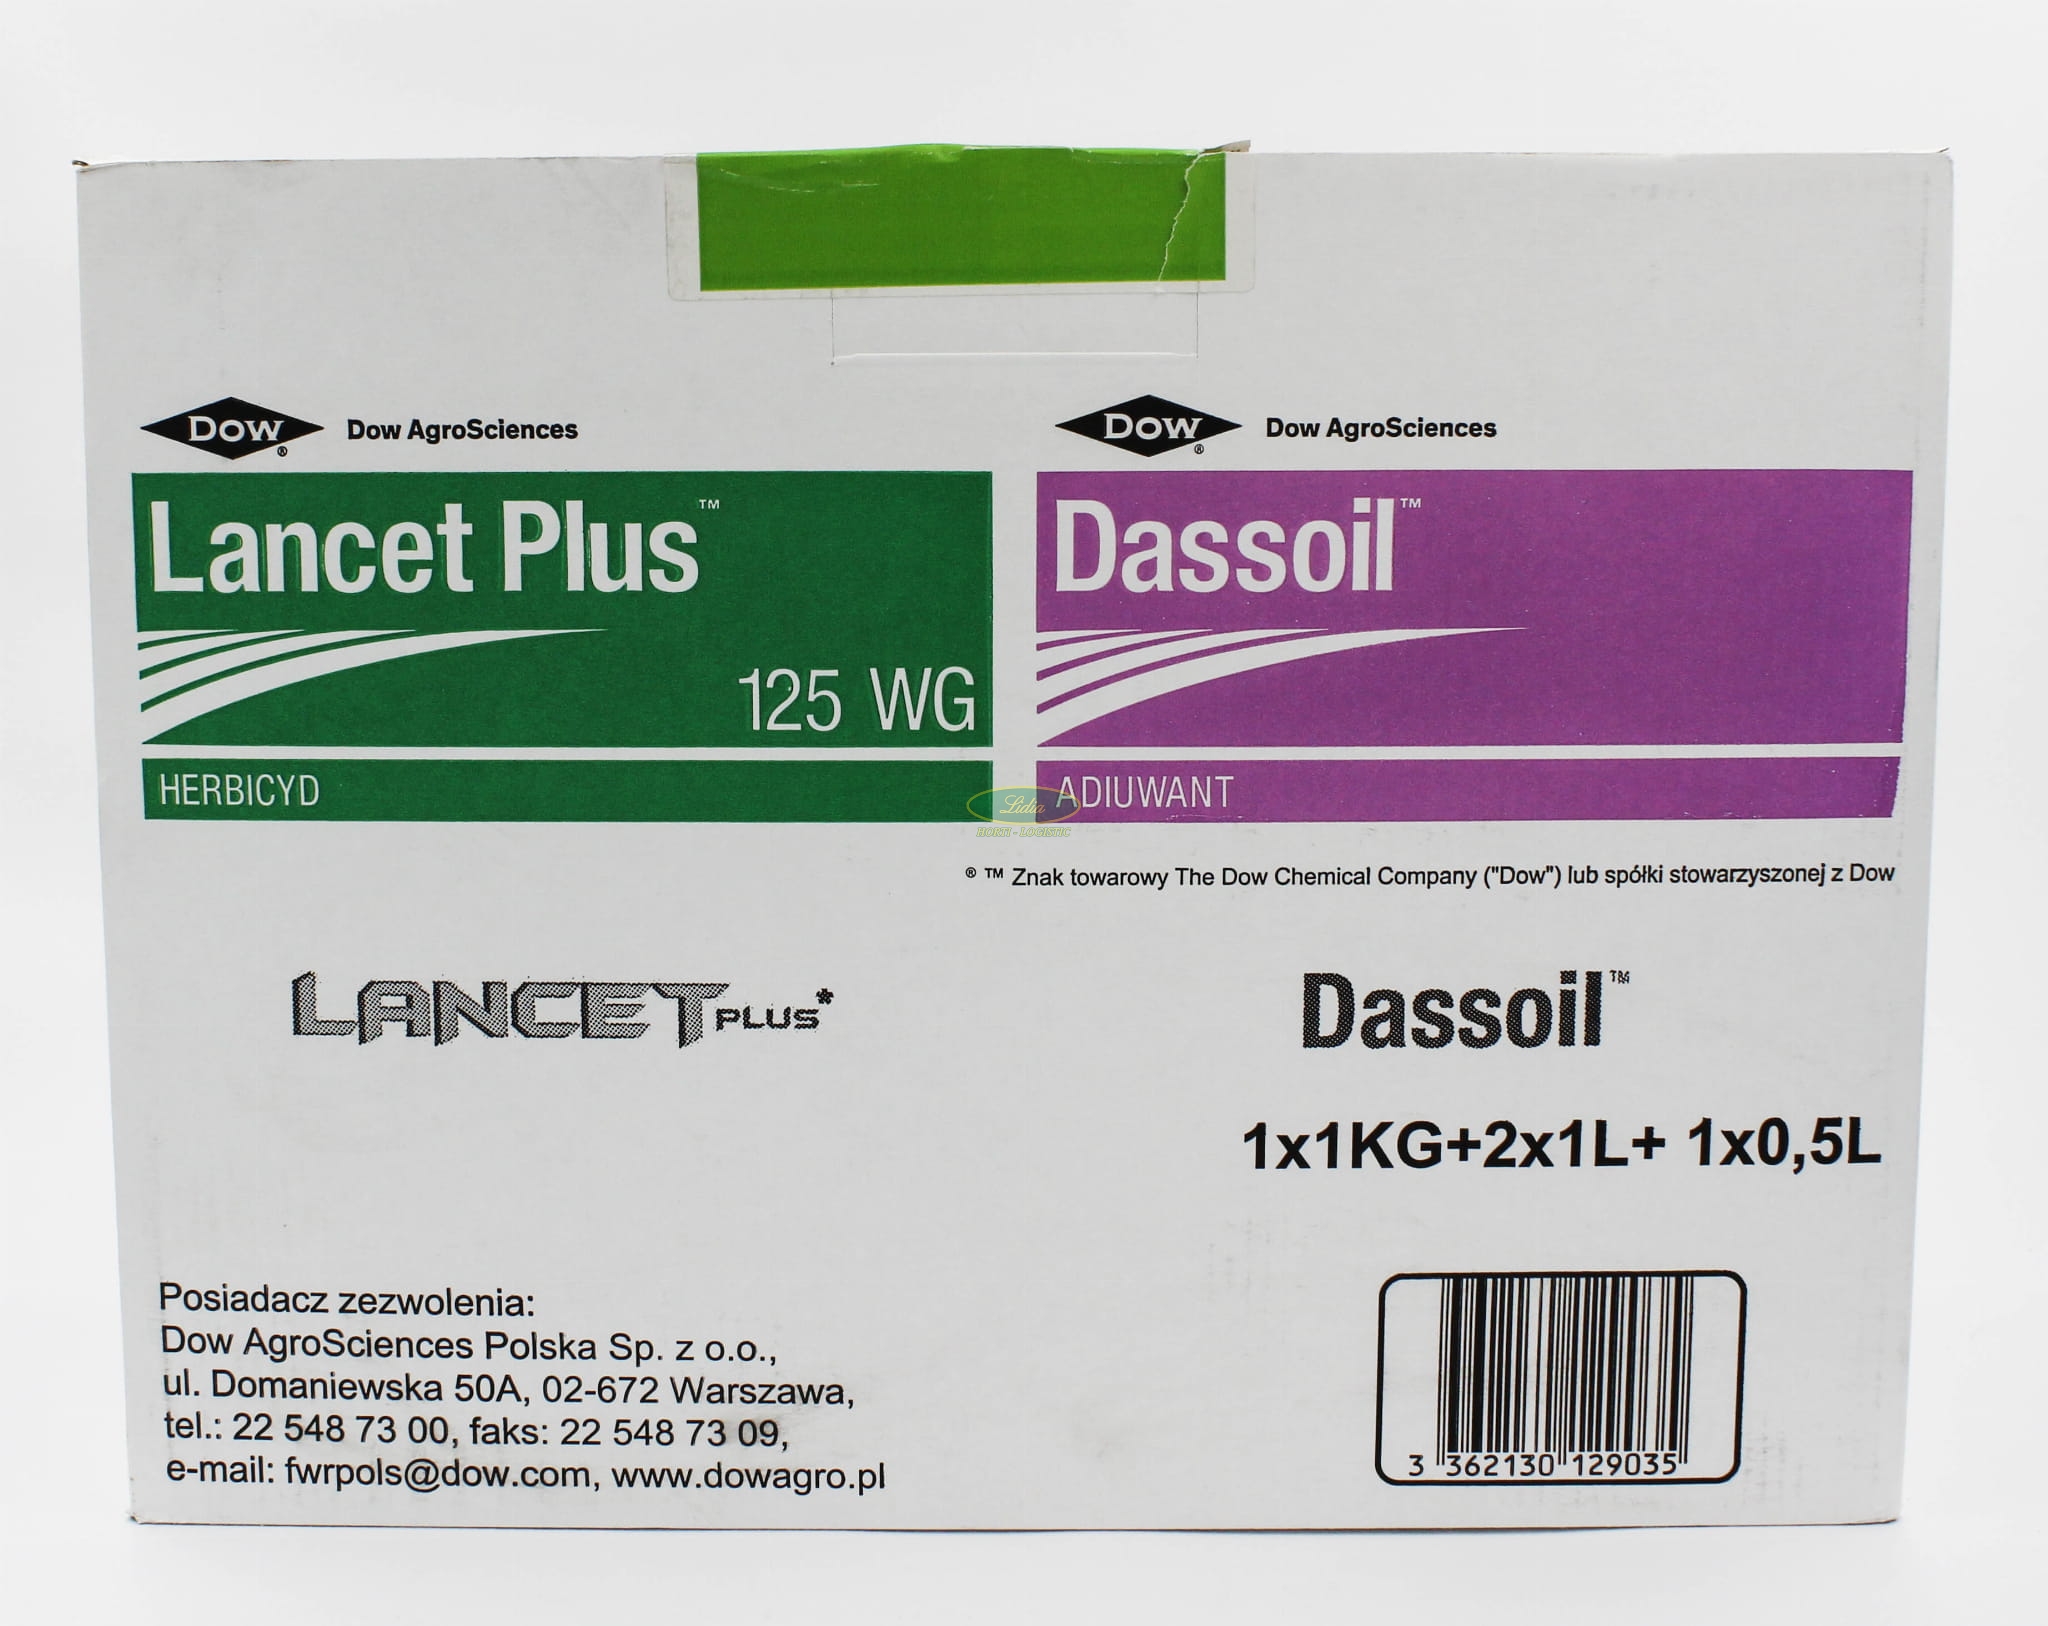 DOW® Dow AgroSciences
Lancet Plus™
125 WG
HERBICYD
DOW® Dow AgroSciences
Dassoil™
ADIUWANT
Lidia
HORTI - LOGISTIC
® ™ Znak towarowy The Dow Chemical Company ("Dow") lub spółki stowarzyszonej z Dow
LANCET PLUS*
Dassoil™
1x1KG+2x1L+ 1x0,5L
Posiadacz zezwolenia:
Dow AgroSciences Polska Sp. z o.o.,
ul. Domaniewska 50A, 02-672 Warszawa,
tel.: 22 548 73 00, faks: 22 548 73 09,
e-mail: fwrpols@dow.com, www.dowagro.pl
3 362130 129035